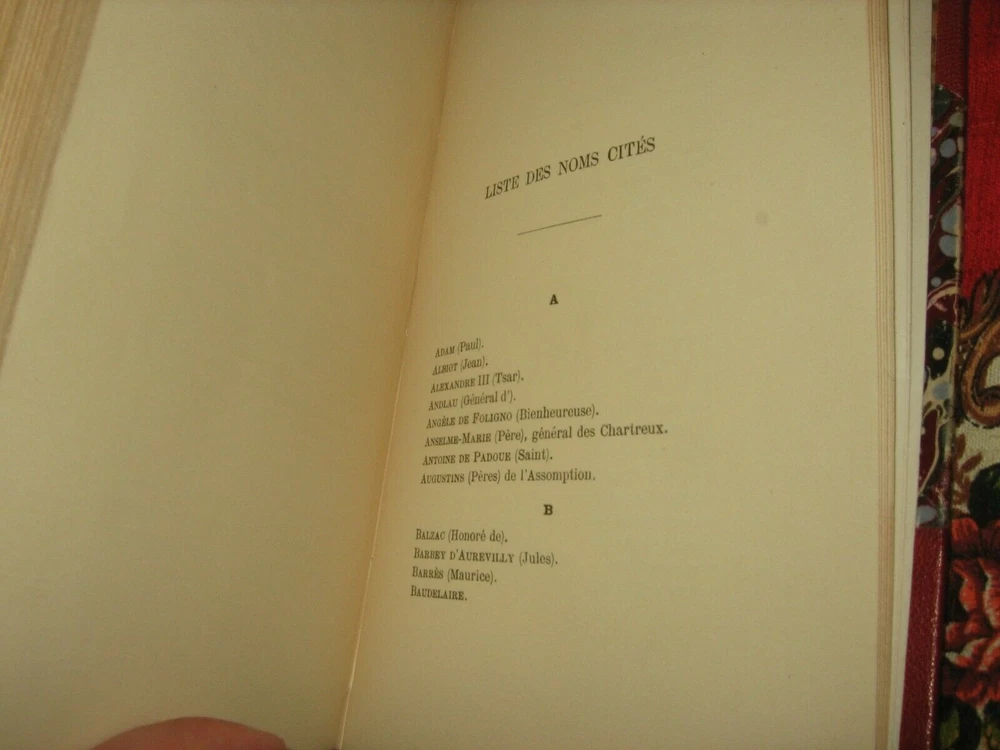 LISTE DES NOMS CITÉS
A
ADAM (Paul).
ALBIOT (Jean).
ALEXANDRE III (Tsar).
ANDLAU (Général d').
ANGÈLE DE FOLIGNO (Bienheureuse).
ANSELME-MARIE (Père), général des Chartreux.
ANTOINE DE PADOUE (Saint).
AUGUSTINS (Pères) de l'Assomption.
B
BALZAC (Honoré de).
BARBEY D'AUREVILLY (Jules).
BARRÈS (Maurice).
BAUDELAIRE.